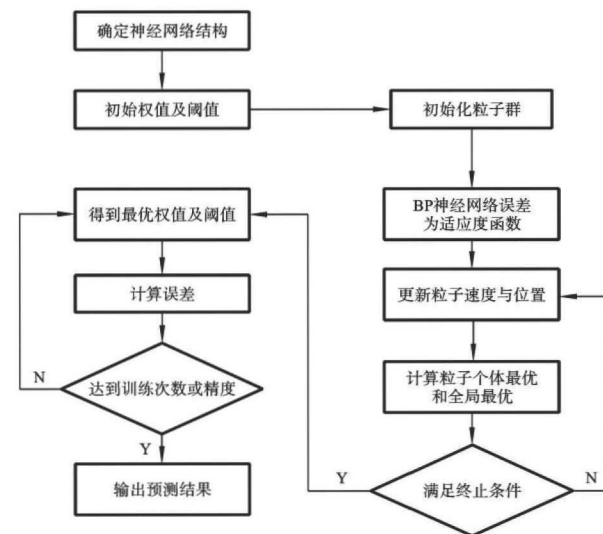 确定神经网络结构
初始权值及阈值
初始化粒子群
BP神经网络误差
为适应度函数
更新粒子速度与位置
计算粒子个体最优
和全局最优
满足终止条件
Y
N
得到最优权值及阈值
计算误差
达到训练次数或精度
N
Y
输出预测结果